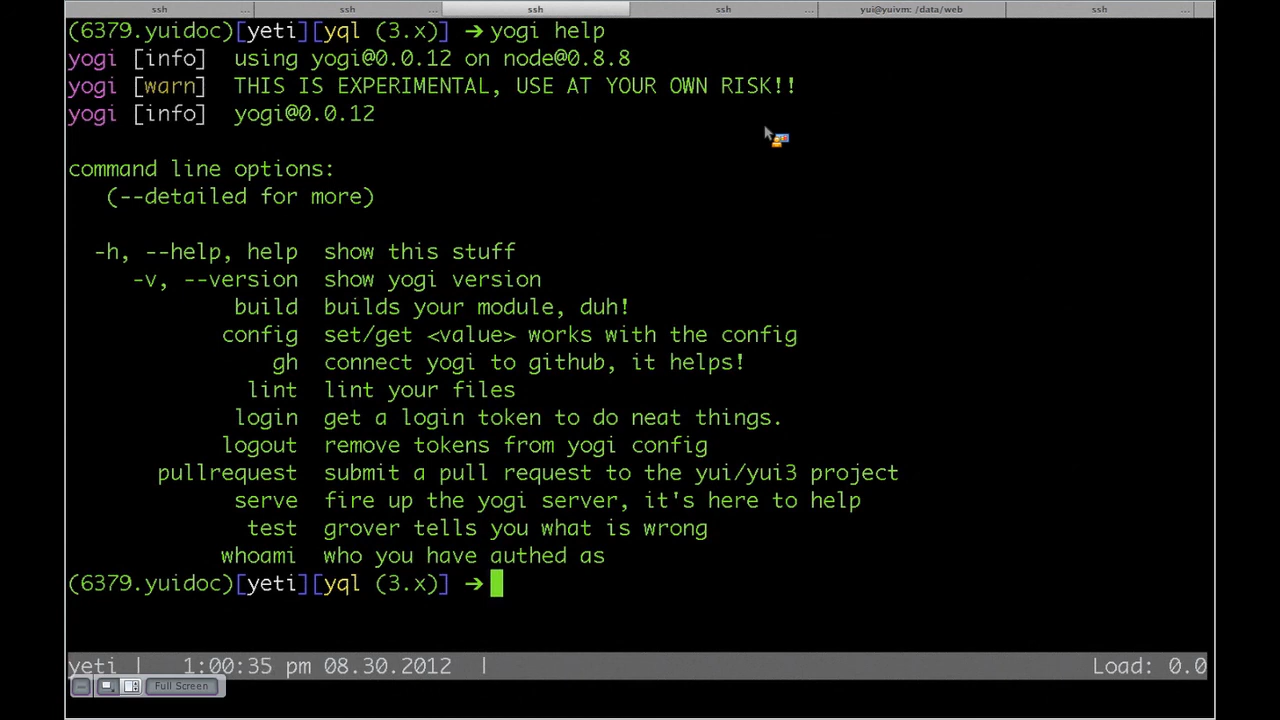 ssh ... ssh ... ssh ssh ... yui@yuivm: /data/web ssh ...
(6379.yuidoc)[yeti][yql (3.x)] ➔ yogi help
yogi [info]  using yogi@0.0.12 on node@0.8.8
yogi [warn]  THIS IS EXPERIMENTAL, USE AT YOUR OWN RISK!!
yogi [info]  yogi@0.0.12
command line options:
(--detailed for more)
-h, --help, help  show this stuff
-v, --version  show yogi version
build  builds your module, duh!
config  set/get <value> works with the config
gh  connect yogi to github, it helps!
lint  lint your files
login  get a login token to do neat things.
logout  remove tokens from yogi config
pullrequest  submit a pull request to the yui/yui3 project
serve  fire up the yogi server, it's here to help
test  grover tells you what is wrong
whoami  who you have authed as
(6379.yuidoc)[yeti][yql (3.x)] ➔
yeti |   1:00:35 pm 08.30.2012  |  Load: 0.0
Full Screen